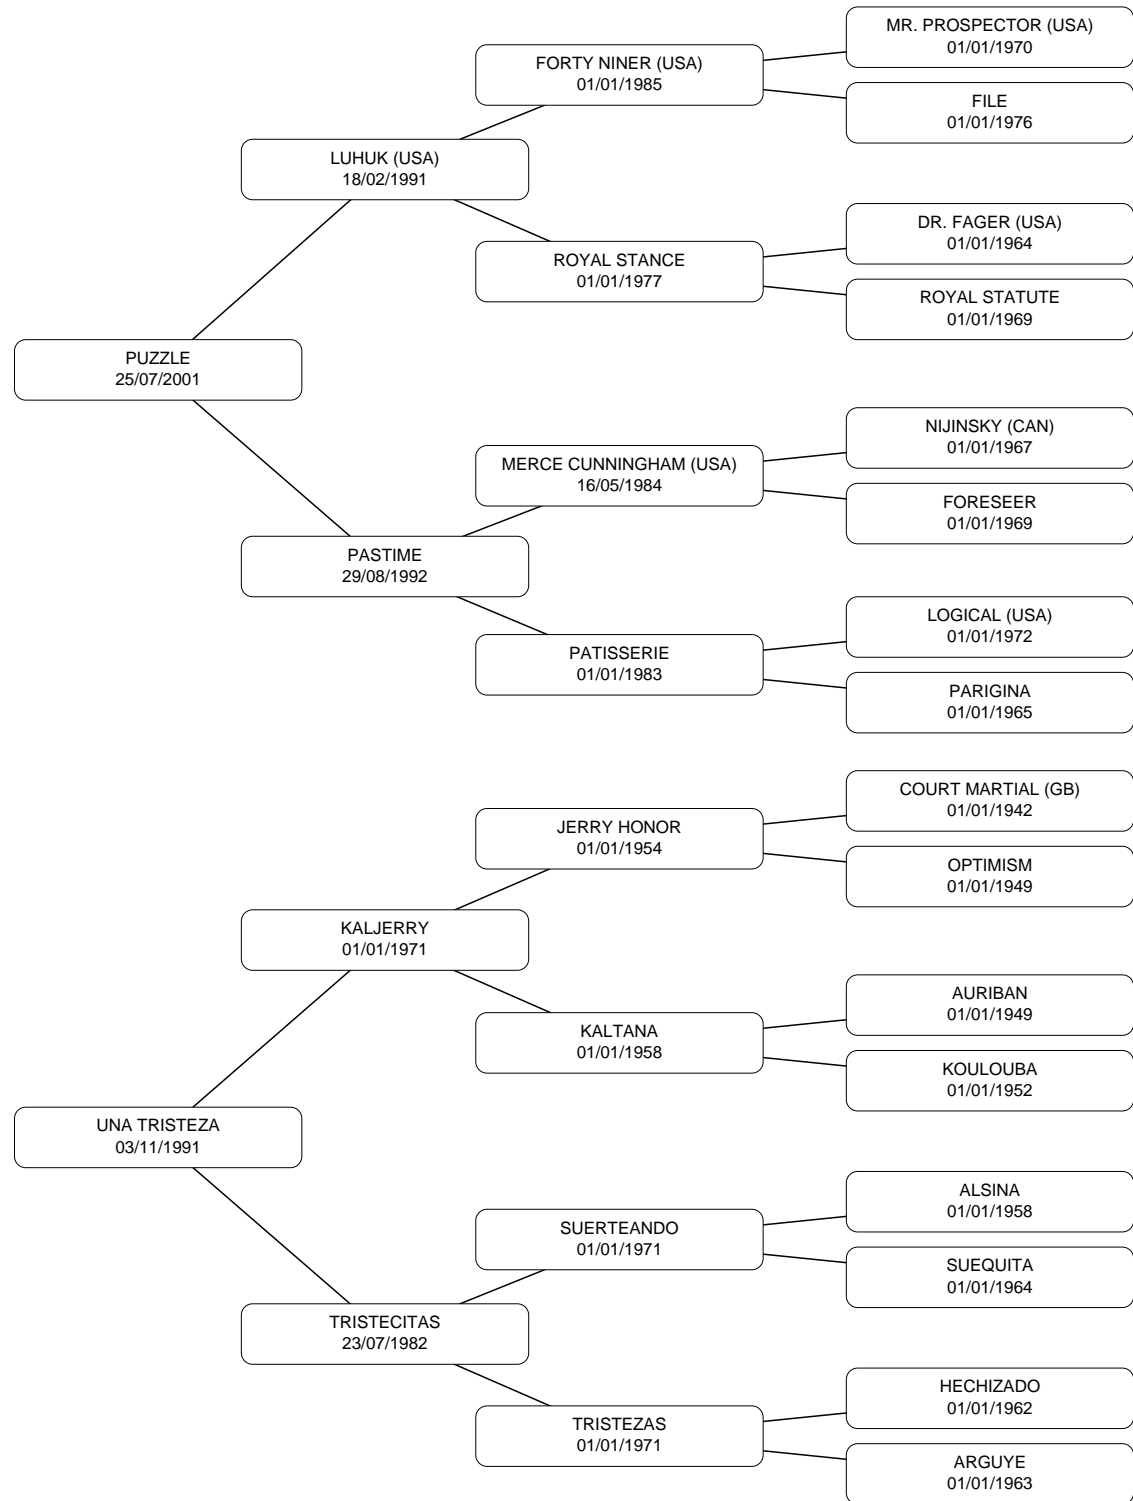 MR. PROSPECTOR (USA)
01/01/1970
FORTY NINER (USA)
01/01/1985
FILE
01/01/1976
LUHUK (USA)
18/02/1991
DR. FAGER (USA)
01/01/1964
ROYAL STANCE
01/01/1977
ROYAL STATUTE
01/01/1969
PUZZLE
25/07/2001
NIJINSKY (CAN)
01/01/1967
MERCE CUNNINGHAM (USA)
16/05/1984
FORESEER
01/01/1969
PASTIME
29/08/1992
LOGICAL (USA)
01/01/1972
PATISSERIE
01/01/1983
PARIGINA
01/01/1965
COURT MARTIAL (GB)
01/01/1942
JERRY HONOR
01/01/1954
OPTIMISM
01/01/1949
KALJERRY
01/01/1971
AURIBAN
01/01/1949
KALTANA
01/01/1958
KOULOUBA
01/01/1952
UNA TRISTEZA
03/11/1991
ALSINA
01/01/1958
SUERTEANDO
01/01/1971
SUEQUITA
01/01/1964
TRISTECITAS
23/07/1982
HECHIZADO
01/01/1962
TRISTEZAS
01/01/1971
ARGUYE
01/01/1963